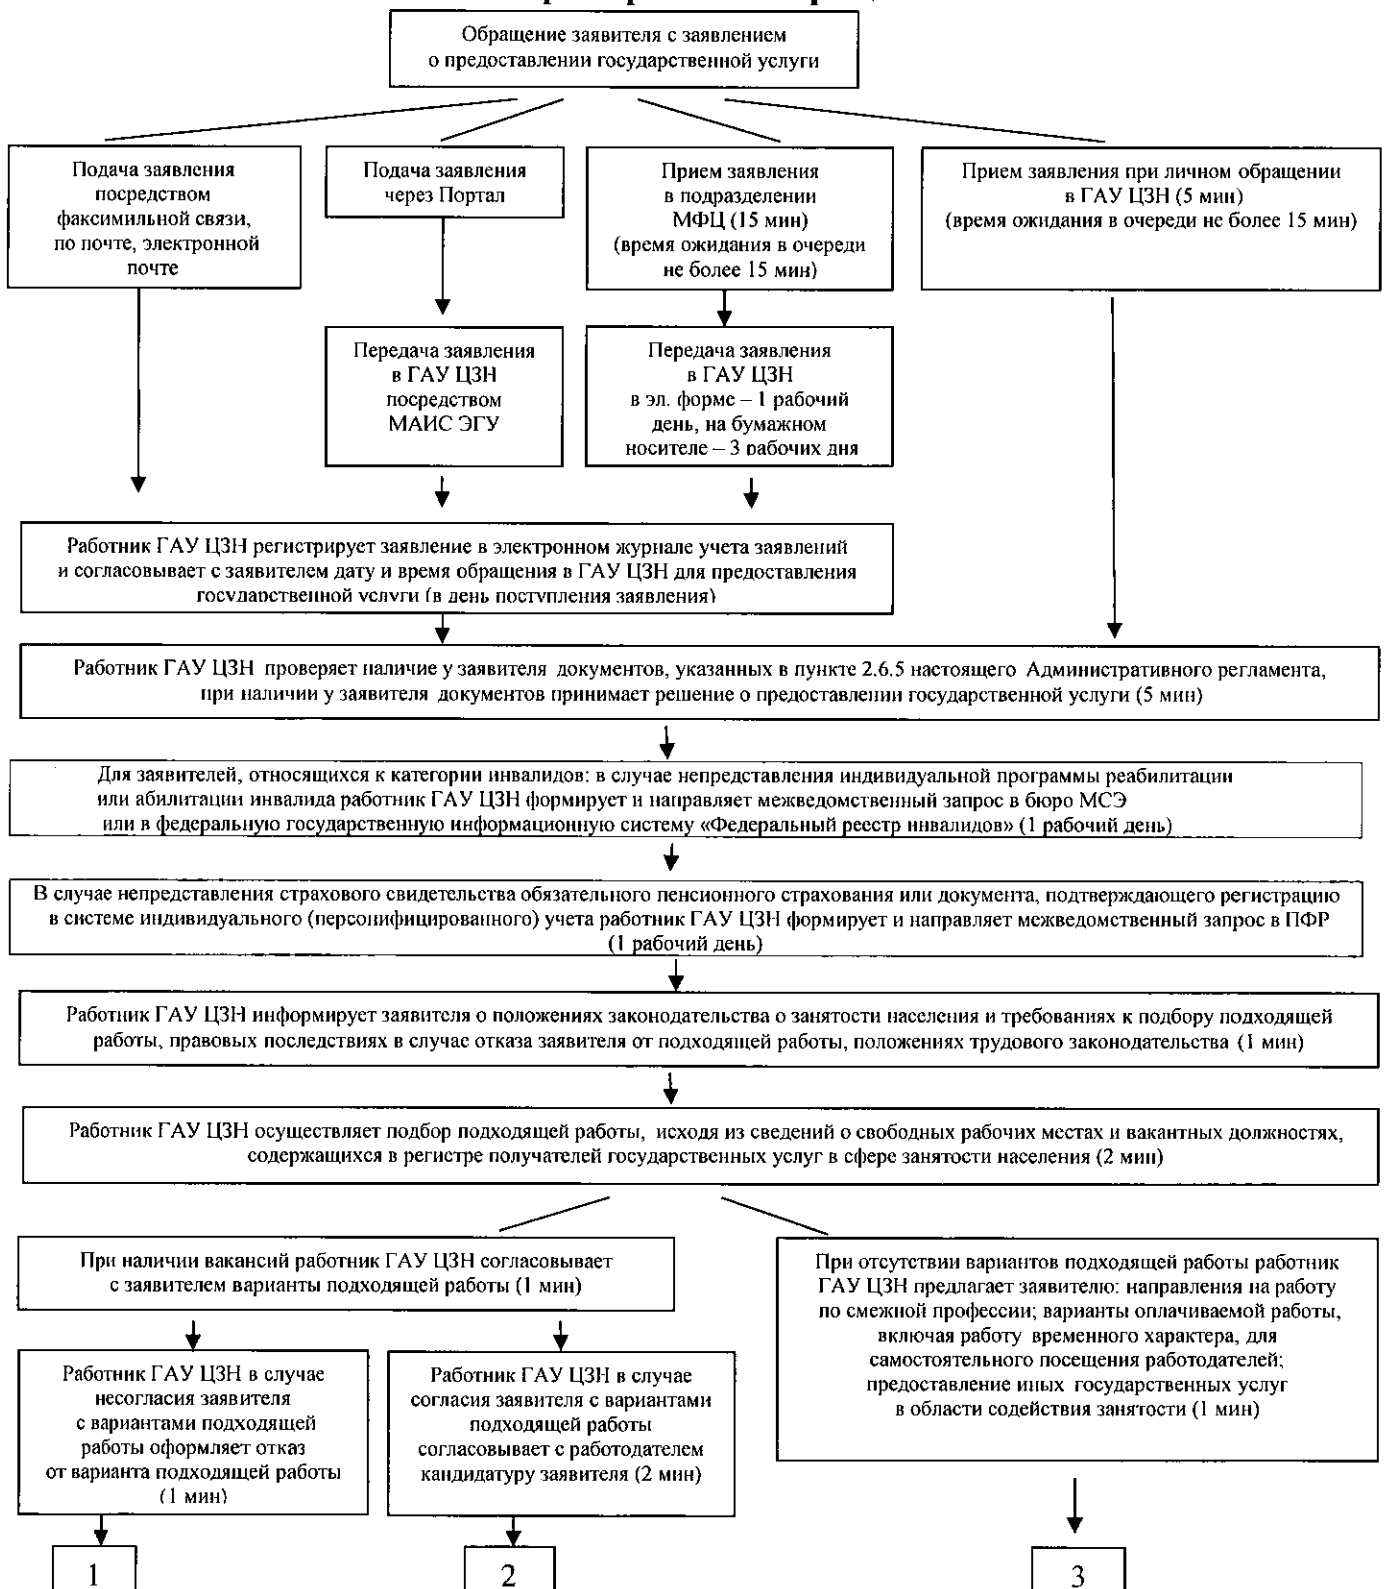 Обращение заявителя с заявлением
о предоставлении государственной услуги
Подача заявления
посредством
факсимильной связи,
по почте, электронной
почте
Подача заявления
через Портал
Прием заявления
в подразделении
МФЦ (15 мин)
(время ожидания в очереди
не более 15 мин)
Прием заявления при личном обращении
в ГАУ ЦЗН (5 мин)
(время ожидания в очереди не более 15 мин)
Передача заявления
в ГАУ ЦЗН
посредством
МАИС ЭГУ
Передача заявления
в ГАУ ЦЗН
в эл. форме – 1 рабочий
день, на бумажном
носителе – 3 рабочих дня
Работник ГАУ ЦЗН регистрирует заявление в электронном журнале учета заявлений
и согласовывает с заявителем дату и время обращения в ГАУ ЦЗН для предоставления
государственной услуги (в день поступления заявления)
Работник ГАУ ЦЗН проверяет наличие у заявителя документов, указанных в пункте 2.6.5 настоящего Административного регламента,
при наличии у заявителя документов принимает решение о предоставлении государственной услуги (5 мин)
Для заявителей, относящихся к категории инвалидов: в случае непредставления индивидуальной программы реабилитации
или абилитации инвалида работник ГАУ ЦЗН формирует и направляет межведомственный запрос в бюро МСЭ
или в федеральную государственную информационную систему «Федеральный реестр инвалидов» (1 рабочий день)
В случае непредставления страхового свидетельства обязательного пенсионного страхования или документа, подтверждающего регистрацию
в системе индивидуального (персонифицированного) учета работник ГАУ ЦЗН формирует и направляет межведомственный запрос в ПФР
(1 рабочий день)
Работник ГАУ ЦЗН информирует заявителя о положениях законодательства о занятости населения и требованиях к подбору подходящей
работы, правовых последствиях в случае отказа заявителя от подходящей работы, положениях трудового законодательства (1 мин)
Работник ГАУ ЦЗН осуществляет подбор подходящей работы, исходя из сведений о свободных рабочих местах и вакантных должностях,
содержащихся в регистре получателей государственных услуг в сфере занятости населения (2 мин)
При наличии вакансий работник ГАУ ЦЗН согласовывает
с заявителем варианты подходящей работы (1 мин)
При отсутствии вариантов подходящей работы работник
ГАУ ЦЗН предлагает заявителю: направления на работу
по смежной профессии; варианты оплачиваемой работы,
включая работу временного характера, для
самостоятельного посещения работодателей;
предоставление иных государственных услуг
в области содействия занятости (1 мин)
Работник ГАУ ЦЗН в случае
несогласия заявителя
с вариантами подходящей
работы оформляет отказ
от варианта подходящей работы
(1 мин)
Работник ГАУ ЦЗН в случае
согласия заявителя с вариантами
подходящей работы
согласовывает с работодателем
кандидатуру заявителя (2 мин)
1
2
3